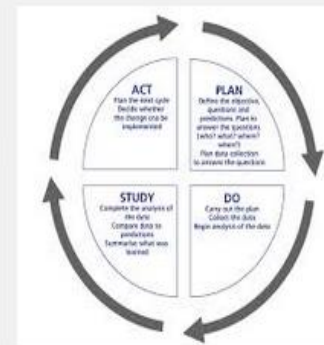 ACT
Plan the next cycle
Decide whether
the change can be
implemented
PLAN
Define the objective,
questions and
predictions. Plan to
answer the questions
(who? what? where?
when?)
Plan data collection
to answer the questions
STUDY
Complete the analysis of
the data
Compare data to
predictions
Summarise what was
learned
DO
Carry out the plan
Collect the data
Begin analysis of the data